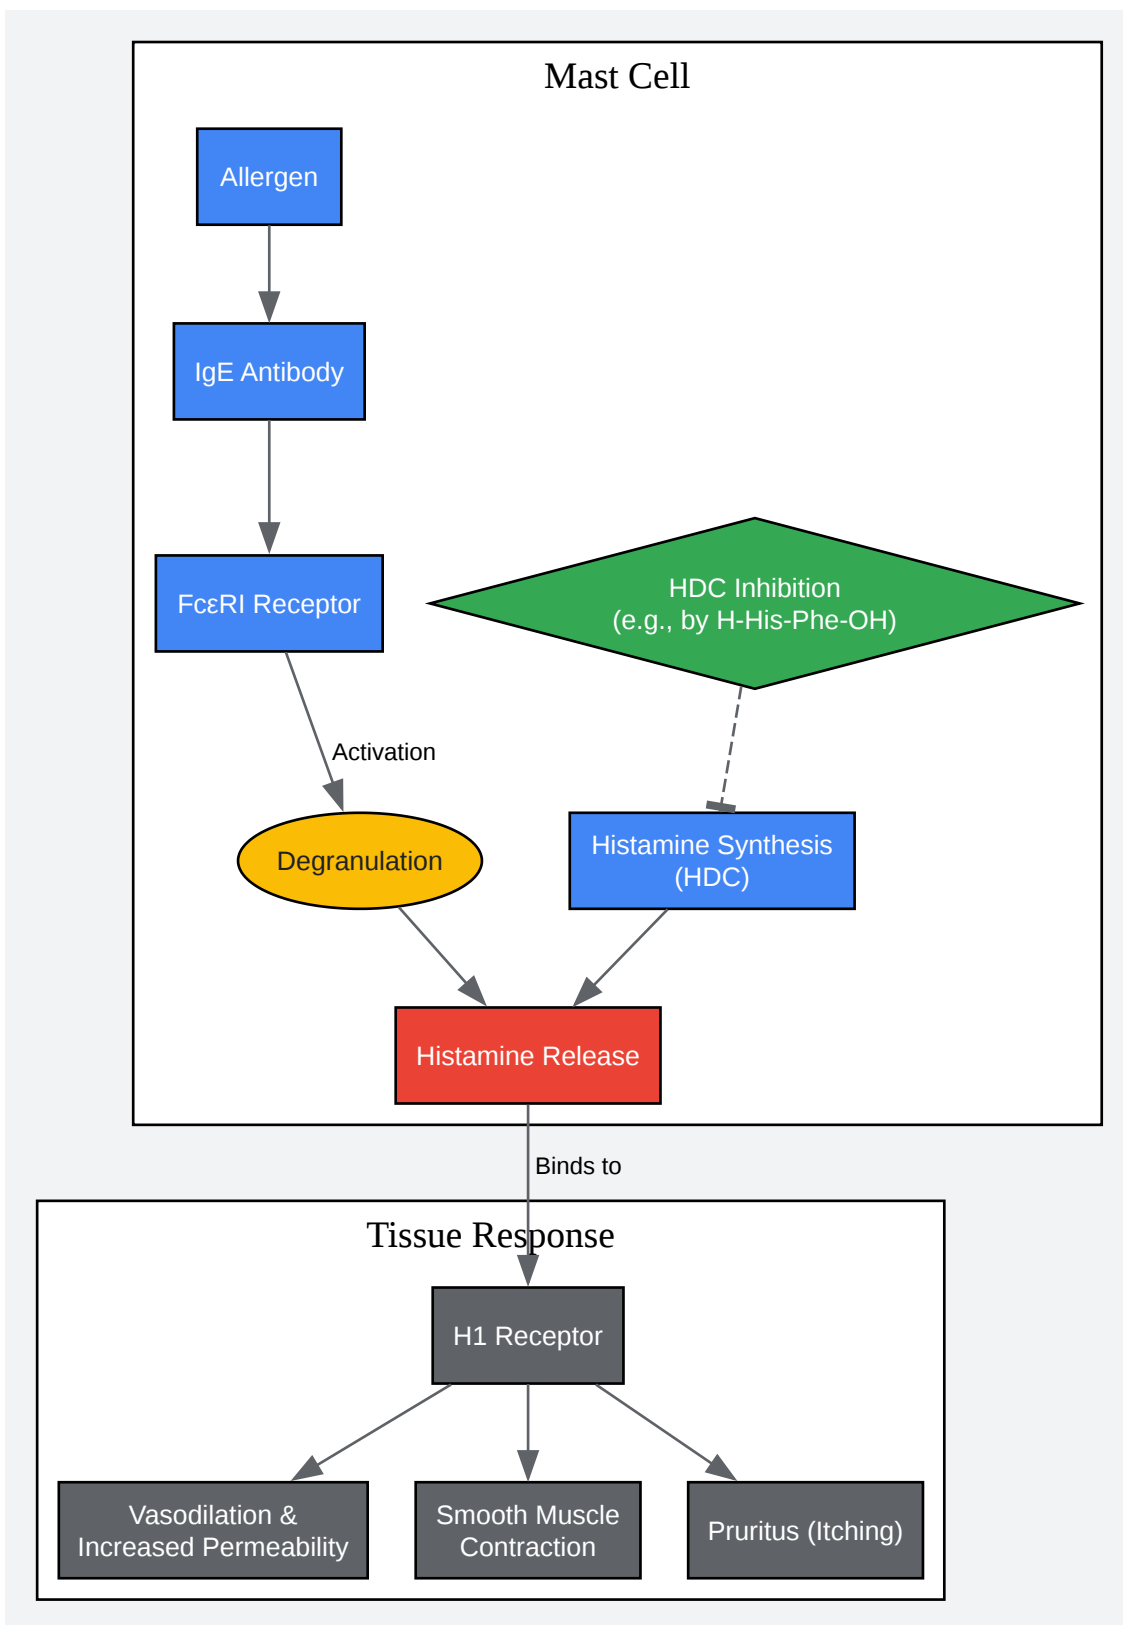 Mast Cell
Allergen
IgE Antibody
FcεRI Receptor
HDC Inhibition
(e.g., by H-His-Phe-OH)
Activation
Degranulation
Histamine Synthesis
(HDC)
Histamine Release
Binds to
Tissue Response
H1 Receptor
Vasodilation &
Increased Permeability
Smooth Muscle
Contraction
Pruritus (Itching)